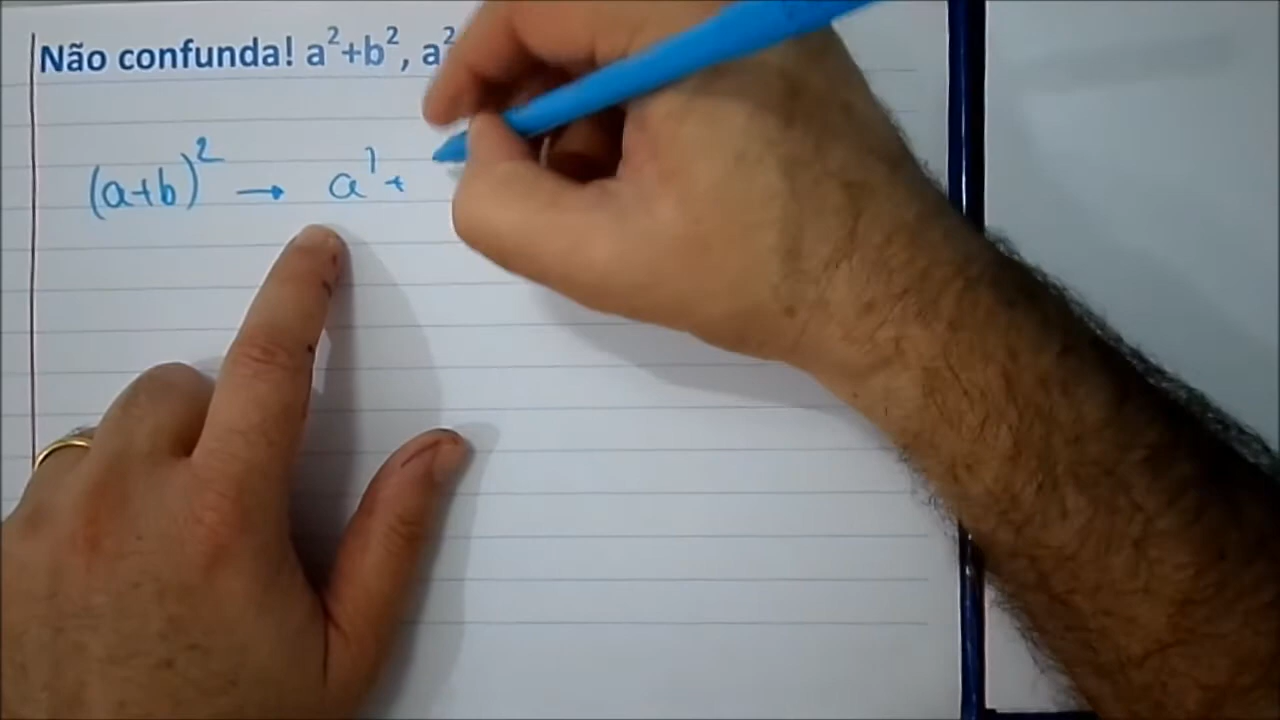 Não confunda! a²+b², a²
(a+b)² → a² +